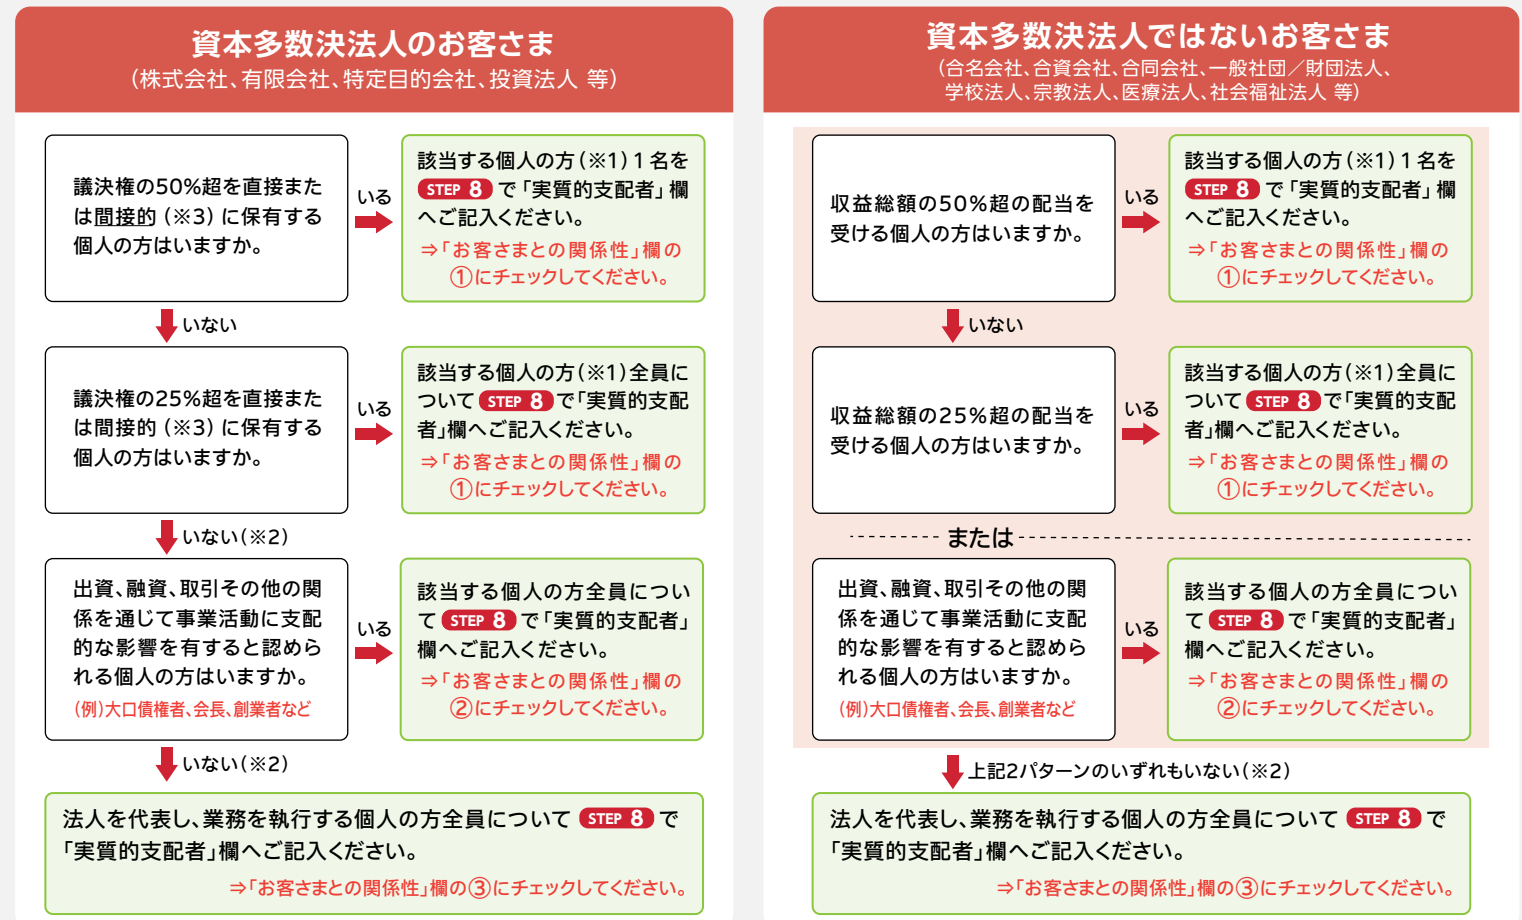 資本多数決法人のお客さま
(株式会社、有限会社、特定目的会社、投資法人 等)
議決権の50%超を直接また
は間接的(※3)に保有する
個人の方はいますか。
いる
該当する個人の方(※1)1名を
STEP 8 で「実質的支配者」欄
へご記入ください。
⇒「お客さまとの関係性」欄の
①にチェックしてください。
いない
議決権の25%超を直接また
は間接的(※3)に保有する
個人の方はいますか。
いる
該当する個人の方(※1)全員に
ついて STEP 8 で「実質的支配
者」欄へご記入ください。
⇒「お客さまとの関係性」欄の
①にチェックしてください。
いない(※2)
出資、融資、取引その他の関
係を通じて事業活動に支配
的な影響を有すると認めら
れる個人の方はいますか。
(例)大口債権者、会長、創業者など
いる
該当する個人の方全員につい
て STEP 8 で「実質的支配者」
欄へご記入ください。
⇒「お客さまとの関係性」欄の
②にチェックしてください。
いない(※2)
法人を代表し、業務を執行する個人の方全員について STEP 8 で
「実質的支配者」欄へご記入ください。
⇒「お客さまとの関係性」欄の③にチェックしてください。
資本多数決法人ではないお客さま
(合名会社、合資会社、合同会社、一般社団/財団法人、
学校法人、宗教法人、医療法人、社会福祉法人 等)
収益総額の50%超の配当を
受ける個人の方はいますか。
いる
該当する個人の方(※1)1名を
STEP 8 で「実質的支配者」欄
へご記入ください。
⇒「お客さまとの関係性」欄の
①にチェックしてください。
いない
収益総額の25%超の配当を
受ける個人の方はいますか。
いる
該当する個人の方(※1)全員に
ついて STEP 8 で「実質的支配
者」欄へご記入ください。
⇒「お客さまとの関係性」欄の
①にチェックしてください。
または
出資、融資、取引その他の関
係を通じて事業活動に支配
的な影響を有すると認めら
れる個人の方はいますか。
(例)大口債権者、会長、創業者など
いる
該当する個人の方全員につい
て STEP 8 で「実質的支配者」
欄へご記入ください。
⇒「お客さまとの関係性」欄の
②にチェックしてください。
上記2パターンのいずれもいない(※2)
法人を代表し、業務を執行する個人の方全員について STEP 8 で
「実質的支配者」欄へご記入ください。
⇒「お客さまとの関係性」欄の③にチェックしてください。